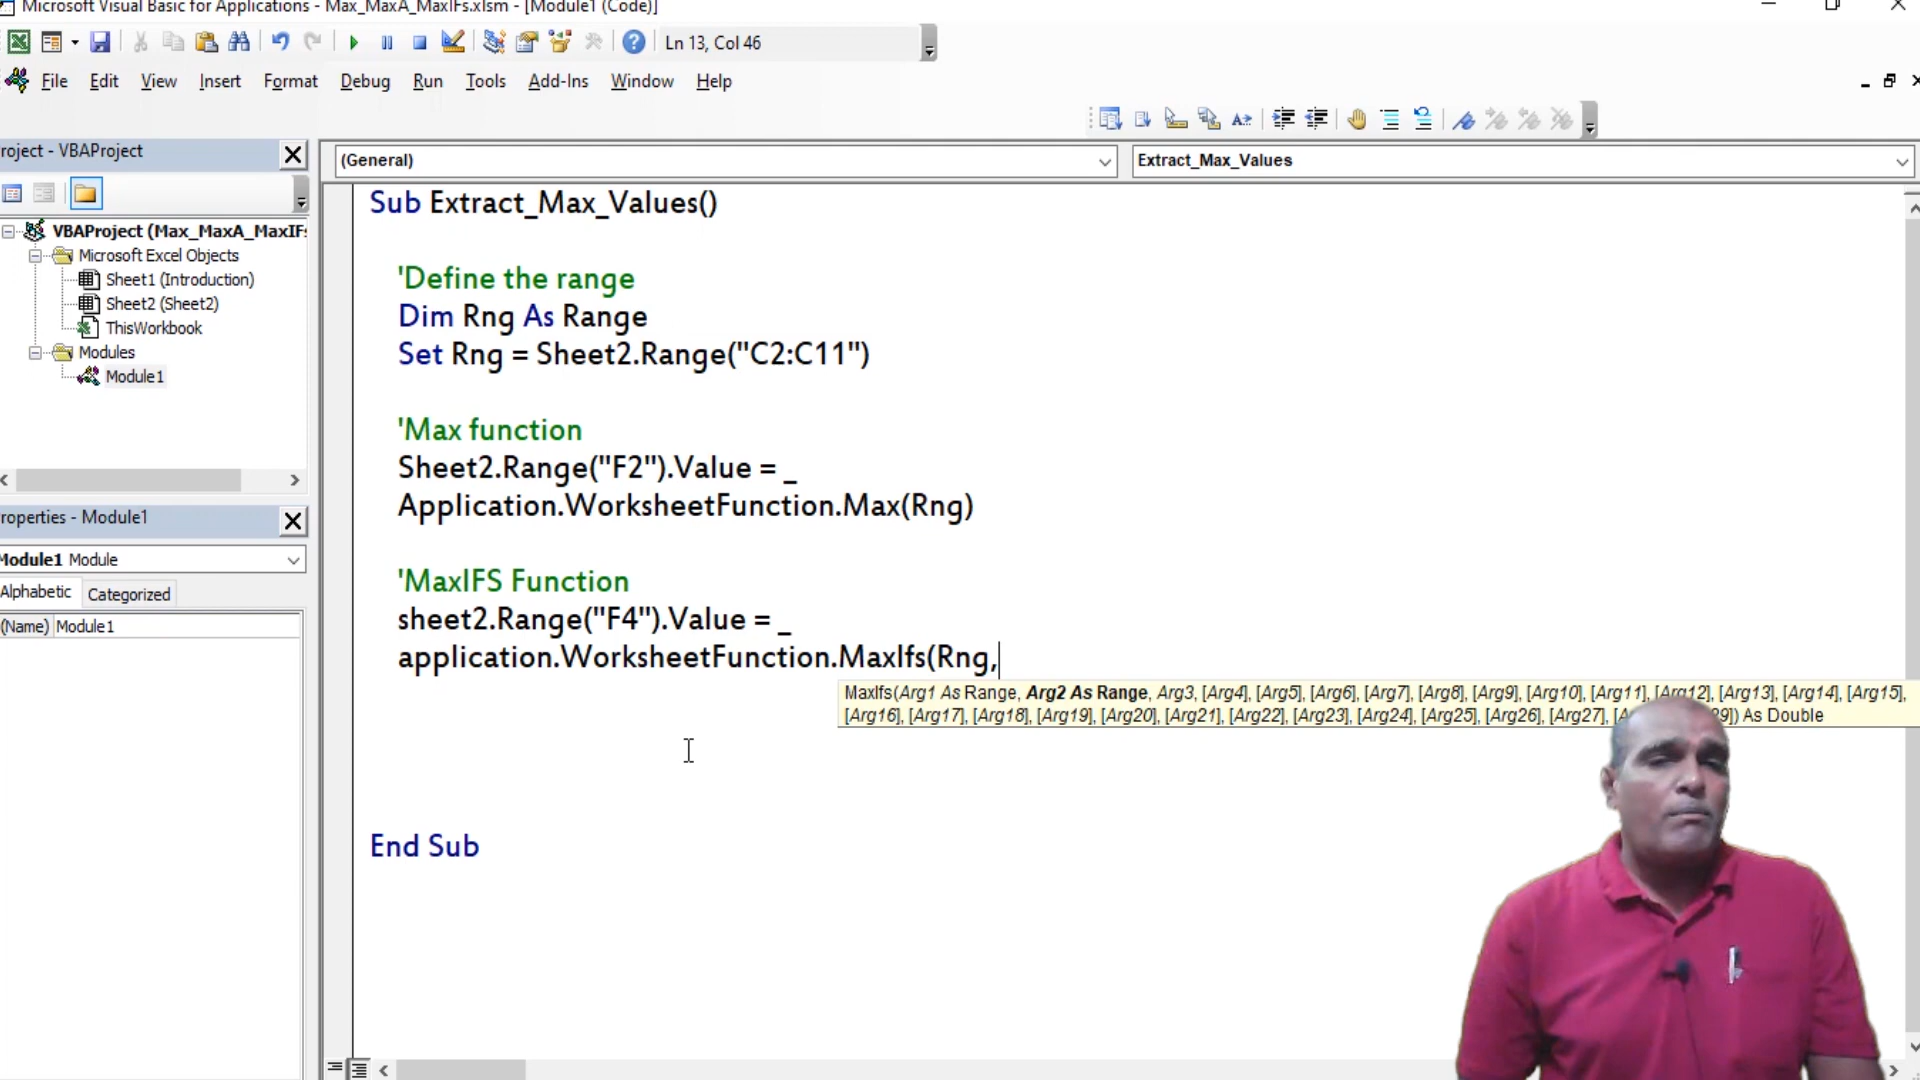 Microsoft Visual Basic for Applications - Max_MaxA_MaxIFs.xlsm - [Module1 (Code)]
Ln 13, Col 46
File Edit View Insert Format Debug Run Tools Add-Ins Window Help
roject - VBAProject
(General)
Extract_Max_Values
VBAProject (Max_MaxA_MaxIF
Microsoft Excel Objects
Sheet1 (Introduction)
Sheet2 (Sheet2)
ThisWorkbook
Modules
Module1
roperties - Module1
Module1 Module
Alphabetic Categorized
(Name) Module1
Sub Extract_Max_Values()
'Define the range
Dim Rng As Range
Set Rng = Sheet2.Range("C2:C11")
'Max function
Sheet2.Range("F2").Value = _
Application.WorksheetFunction.Max(Rng)
'MaxIFS Function
sheet2.Range("F4").Value = _
application.WorksheetFunction.MaxIfs(Rng,
MaxIfs(Arg1 As Range, Arg2 As Range, Arg3, [Arg4], [Arg5], [Arg6], [Arg7], [Arg8], [Arg9], [Arg10], [Arg11], [Arg12], [Arg13], [Arg14], [Arg15],
[Arg16], [Arg17], [Arg18], [Arg19], [Arg20], [Arg21], [Arg22], [Arg23], [Arg24], [Arg25], [Arg26], [Arg27], 29]) As Double
End Sub